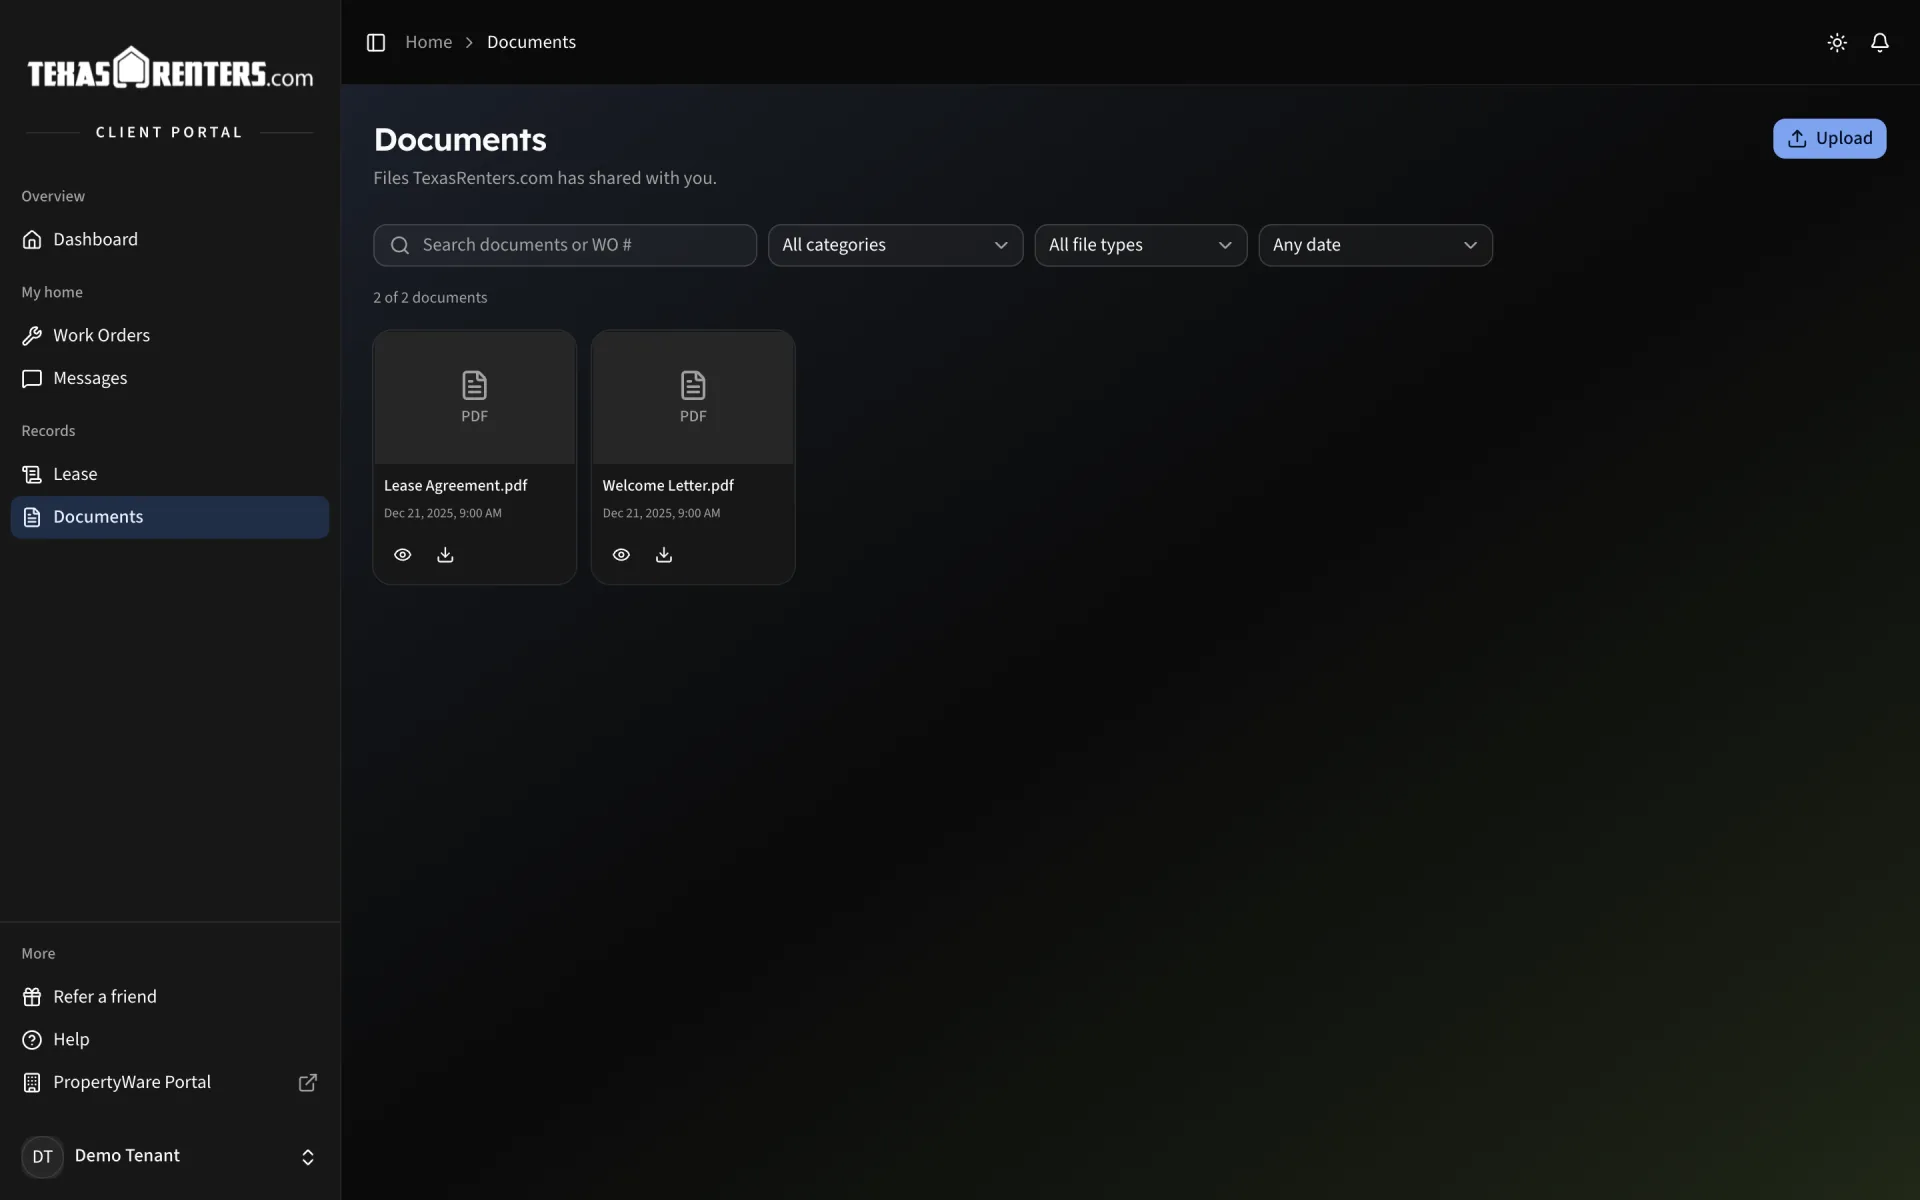 TEXAS RENTERS.com
CLIENT PORTAL
Overview
Dashboard
My home
Work Orders
Messages
Records
Lease
Documents
More
Refer a friend
Help
PropertyWare Portal
DT
Demo Tenant
Home
Documents
Documents
Files TexasRenters.com has shared with you.
Upload
Search documents or WO #
All categories
All file types
Any date
2 of 2 documents
PDF
Lease Agreement.pdf
Dec 21, 2025, 9:00 AM
PDF
Welcome Letter.pdf
Dec 21, 2025, 9:00 AM